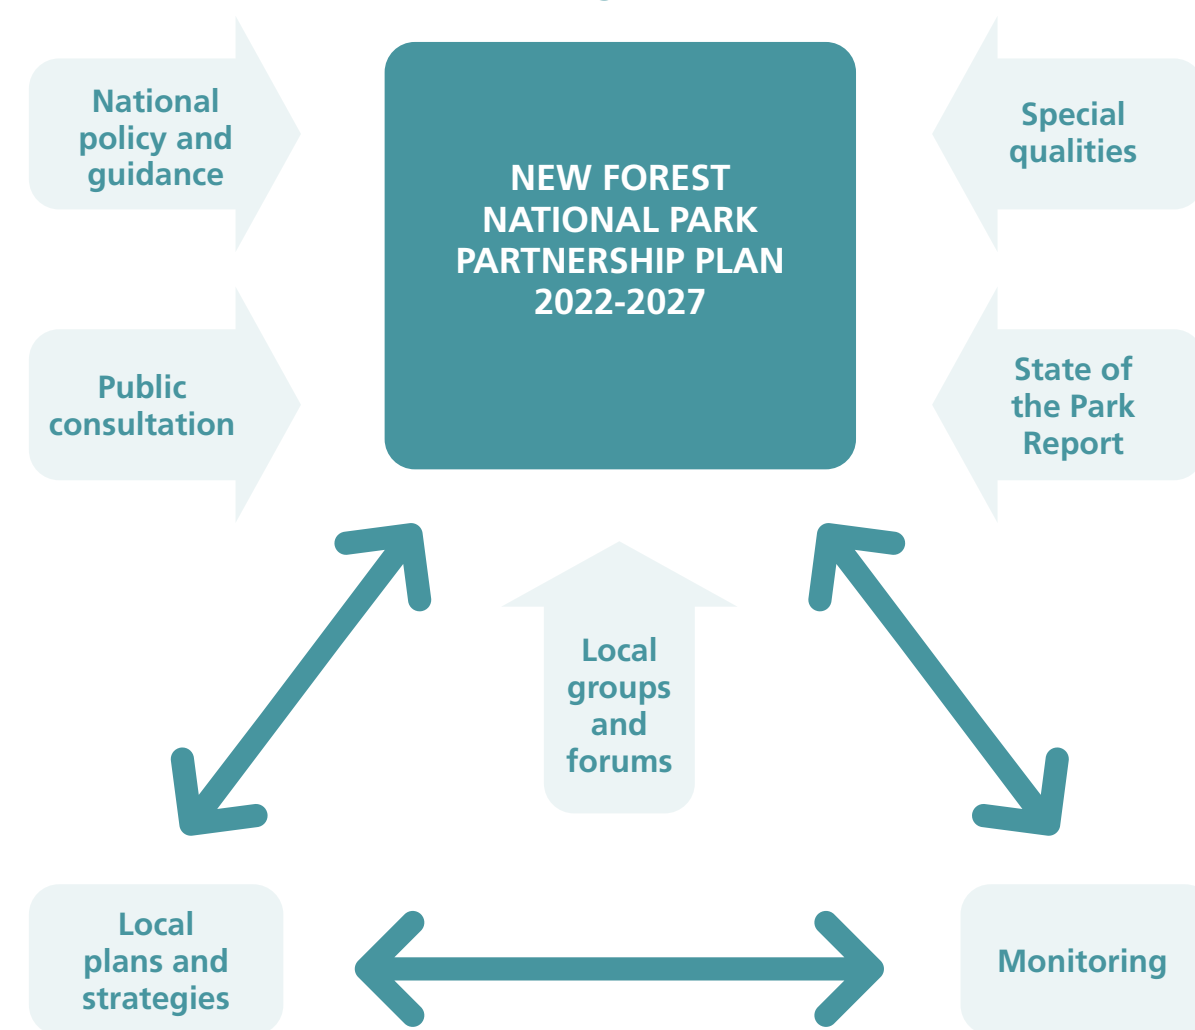 National
policy and
guidance
NEW FOREST
NATIONAL PARK
PARTNERSHIP PLAN
2022-2027
Special
qualities
Public
consultation
State of
the Park
Report
Local
groups
and
forums
Local
plans and
strategies
Monitoring